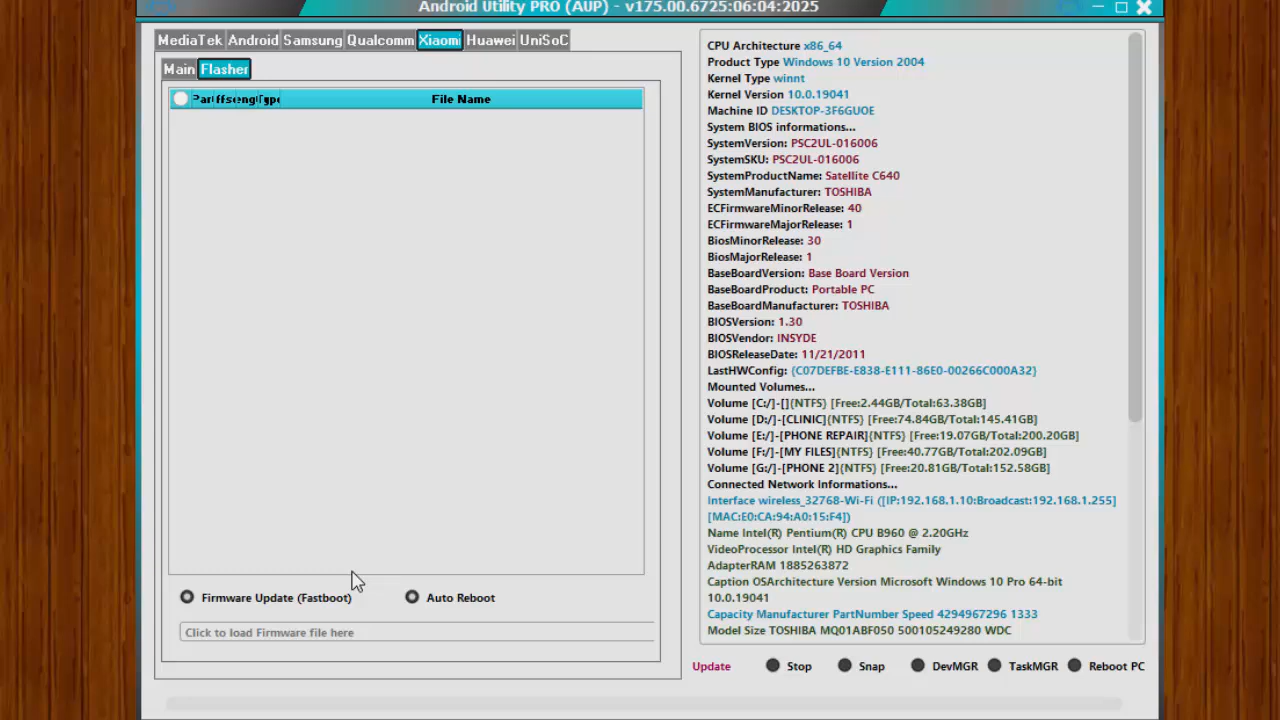 Android Utility PRO (AUP) - v175.00.6725:06:04:2025
MediaTek Android Samsung Qualcomm Xiaomi Huawei UniSoC
Main Flasher
File Name
Firmware Update (Fastboot) Auto Reboot
Click to load Firmware file here
CPU Architecture x86_64
Product Type Windows 10 Version 2004
Kernel Type winnt
Kernel Version 10.0.19041
Machine ID DESKTOP-3F6GUOE
System BIOS informations...
SystemVersion: PSC2UL-016006
SystemSKU: PSC2UL-016006
SystemProductName: Satellite C640
SystemManufacturer: TOSHIBA
ECFirmwareMinorRelease: 40
ECFirmwareMajorRelease: 1
BiosMinorRelease: 30
BiosMajorRelease: 1
BaseBoardVersion: Base Board Version
BaseBoardProduct: Portable PC
BaseBoardManufacturer: TOSHIBA
BIOSVersion: 1.30
BIOSVendor: INSYDE
BIOSReleaseDate: 11/21/2011
LastHWConfig: {C07DEFBE-E838-E111-86E0-00266C000A32}
Mounted Volumes...
Volume [C:/]-[]{NTFS} [Free:2.44GB/Total:63.38GB]
Volume [D:/]-[CLINIC]{NTFS} [Free:74.84GB/Total:145.41GB]
Volume [E:/]-[PHONE REPAIR]{NTFS} [Free:19.07GB/Total:200.20GB]
Volume [F:/]-[MY FILES]{NTFS} [Free:40.77GB/Total:202.09GB]
Volume [G:/]-[PHONE 2]{NTFS} [Free:20.81GB/Total:152.58GB]
Connected Network Informations...
Interface wireless_32768-Wi-Fi ([IP:192.168.1.10:Broadcast:192.168.1.255]
[MAC:E0:CA:94:A0:15:F4])
Name Intel(R) Pentium(R) CPU B960 @ 2.20GHz
VideoProcessor Intel(R) HD Graphics Family
AdapterRAM 1885263872
Caption OSArchitecture Version Microsoft Windows 10 Pro 64-bit
10.0.19041
Capacity Manufacturer PartNumber Speed 4294967296 1333
Model Size TOSHIBA MQ01ABF050 500105249280 WDC
Update Stop Snap DevMGR TaskMGR Reboot PC